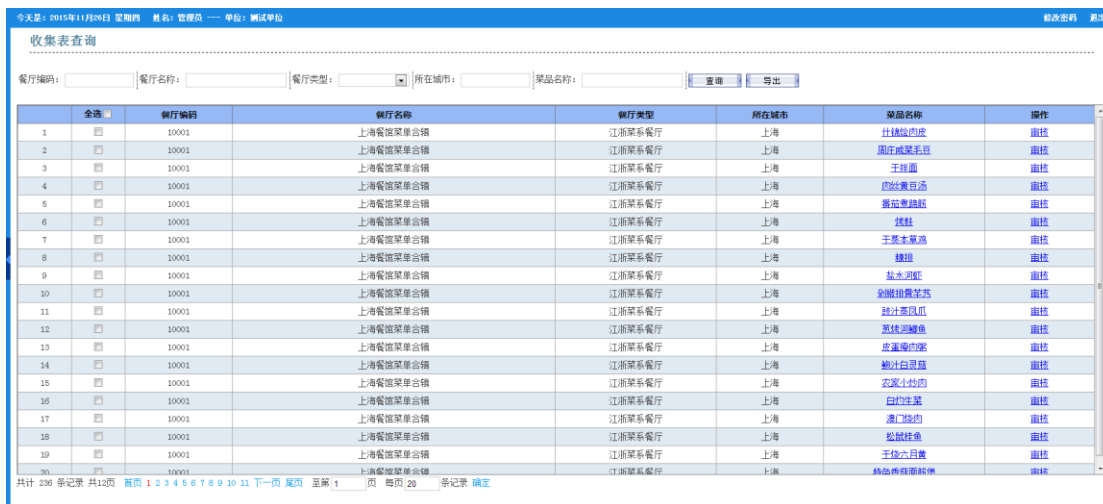 今天是：2015年11月26日 星期四 姓名：管理员 --- 单位：测试单位 修改密码
收集表查询
餐厅编码： 餐厅名称： 餐厅类型： 所在城市： 菜品名称： 查询 导出
全选 餐厅编码 餐厅名称 餐厅类型 所在城市 菜品名称 操作
1 10001 上海餐馆菜单合辑 江浙菜系餐厅 上海 什锦烩肉皮 审核
2 10001 上海餐馆菜单合辑 江浙菜系餐厅 上海 周庄咸菜毛豆 审核
3 10001 上海餐馆菜单合辑 江浙菜系餐厅 上海 干拌面 审核
4 10001 上海餐馆菜单合辑 江浙菜系餐厅 上海 肉丝黄豆汤 审核
5 10001 上海餐馆菜单合辑 江浙菜系餐厅 上海 番茄煮蹄筋 审核
6 10001 上海餐馆菜单合辑 江浙菜系餐厅 上海 审核
7 10001 上海餐馆菜单合辑 江浙菜系餐厅 上海 干蒸本草鸡 审核
8 10001 上海餐馆菜单合辑 江浙菜系餐厅 上海 糖排 审核
9 10001 上海餐馆菜单合辑 江浙菜系餐厅 上海 盐水河虾 审核
10 10001 上海餐馆菜单合辑 江浙菜系餐厅 上海 剁椒排骨芋艿 审核
11 10001 上海餐馆菜单合辑 江浙菜系餐厅 上海 豉汁蒸凤爪 审核
12 10001 上海餐馆菜单合辑 江浙菜系餐厅 上海 葱烤河鲫鱼 审核
13 10001 上海餐馆菜单合辑 江浙菜系餐厅 上海 皮蛋瘦肉粥 审核
14 10001 上海餐馆菜单合辑 江浙菜系餐厅 上海 鲍汁白灵菇 审核
15 10001 上海餐馆菜单合辑 江浙菜系餐厅 上海 农家小炒肉 审核
16 10001 上海餐馆菜单合辑 江浙菜系餐厅 上海 白灼生菜 审核
17 10001 上海餐馆菜单合辑 江浙菜系餐厅 上海 澳门烧肉 审核
18 10001 上海餐馆菜单合辑 江浙菜系餐厅 上海 松鼠桂鱼 审核
19 10001 上海餐馆菜单合辑 江浙菜系餐厅 上海 干烧六月黄 审核
20 10001 上海餐馆菜单合辑 江浙菜系餐厅 上海 审核
共计 236 条记录 共12页 首页 1 2 3 4 5 6 7 8 9 10 11 下一页 尾页 至第 1 页 每页 20 条记录 确定